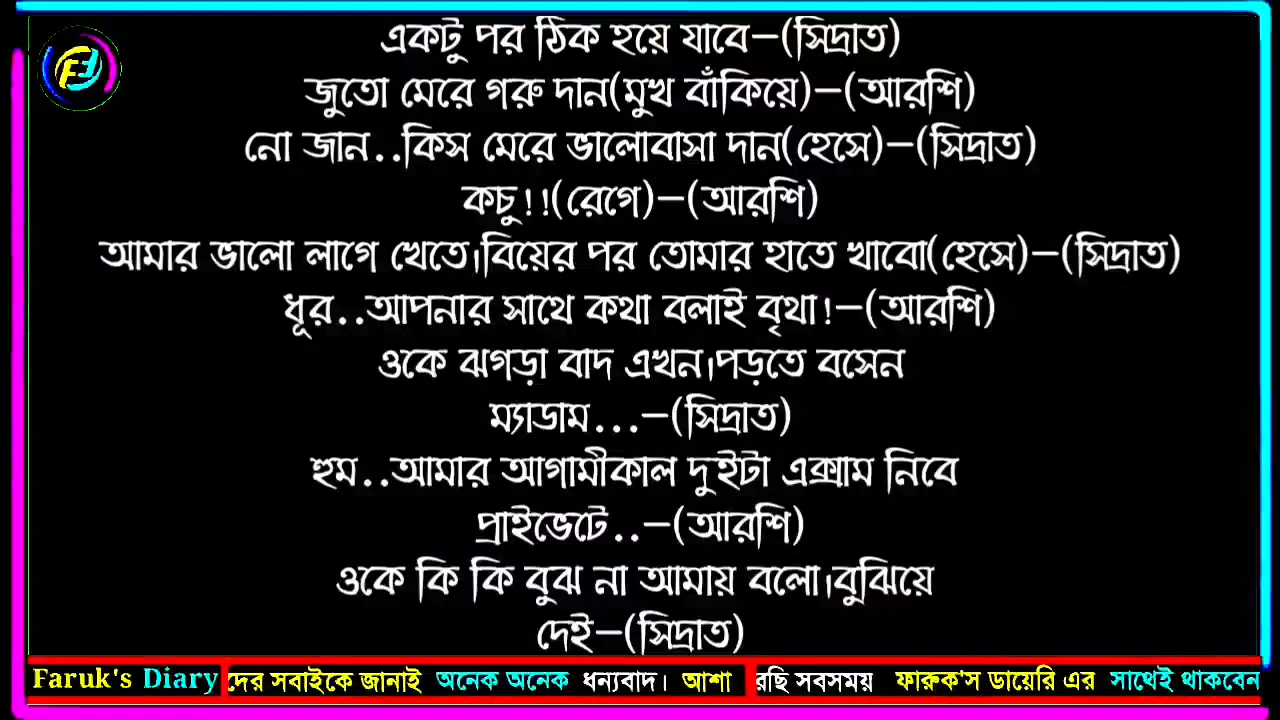 একটু পর ঠিক হয়ে যাবে–(সিদ্রাত)
জুতো মেরে গরু দান(মুখ বাঁকিয়ে)–(আরশি)
নো জান..কিস মেরে ভালোবাসা দান(হেসে)–(সিদ্রাত)
কচু!!(রেগে)–(আরশি)
আমার ভালো লাগে খেতে।বিয়ের পর তোমার হাতে খাবো(হেসে)–(সিদ্রাত)
ধূর..আপনার সাথে কথা বলাই বৃথা!–(আরশি)
ওকে ঝগড়া বাদ এখন।পড়তে বসেন
ম্যাডাম...–(সিদ্রাত)
হুম..আমার আগামীকাল দুইটা এক্সাম নিবে
প্রাইভেটে..–(আরশি)
ওকে কি কি বুঝ না আমায় বলো।বুঝিয়ে
দেই–(সিদ্রাত)
Faruk's Diary দের সবাইকে জানাই অনেক অনেক ধন্যবাদ। আশা রছি সবসময় ফারুক'স ডায়েরি এর সাথেই থাকবেন